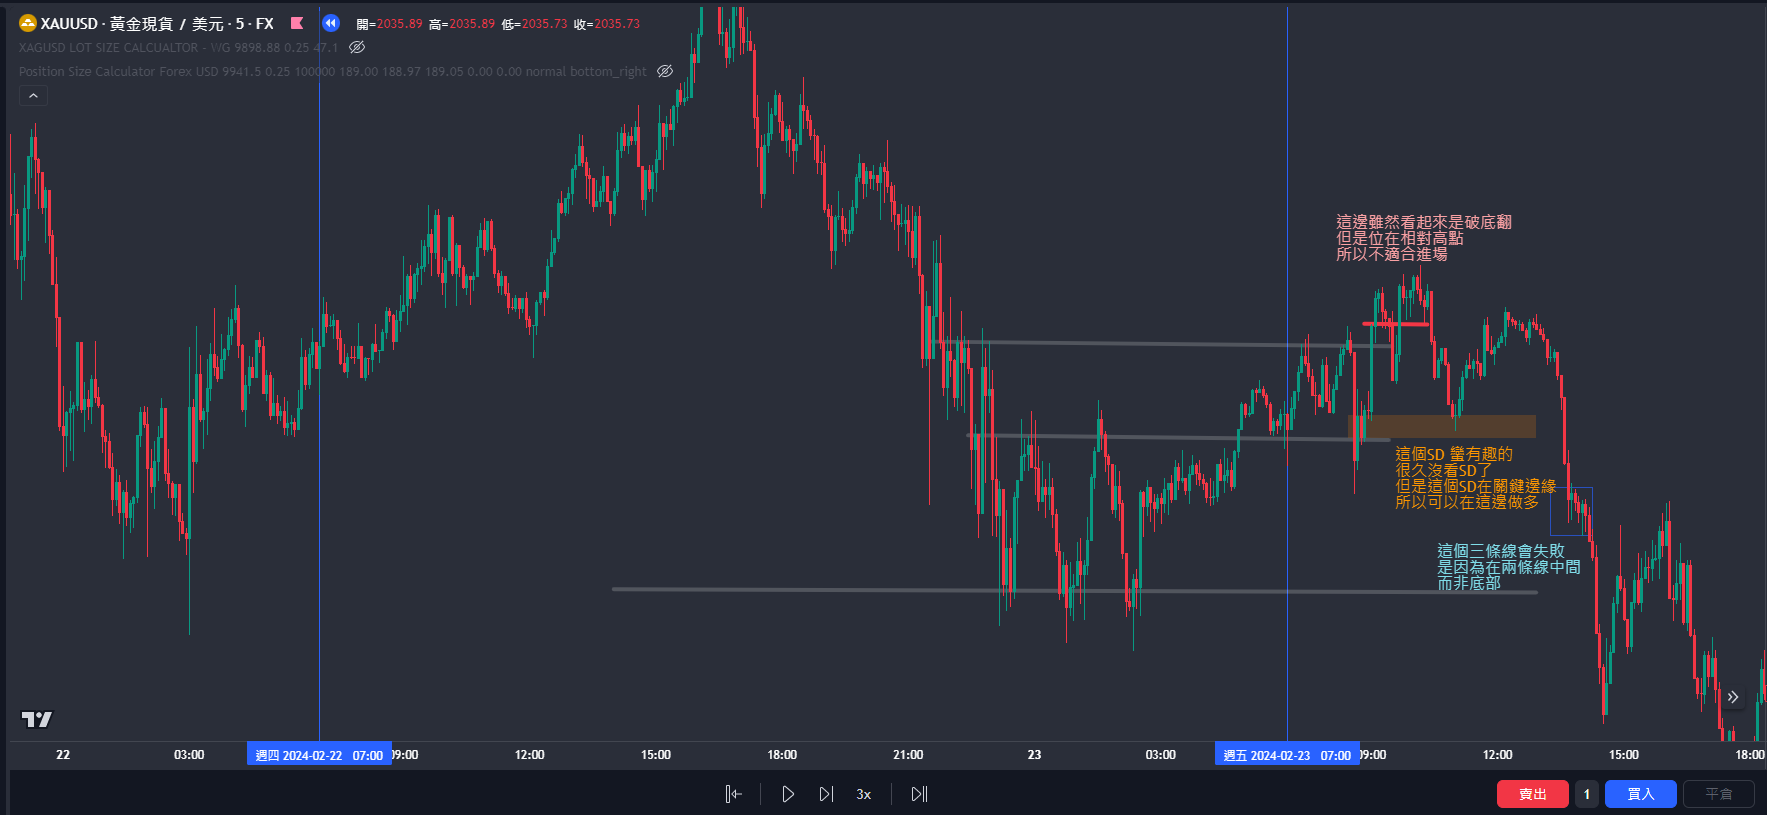 XAUUSD · 黃金現貨 / 美元 · 5 · FX 開=2035.89 高=2035.89 低=2035.73 收=2035.73
XAGUSD LOT SIZE CALCUALTOR - WG 9898.88 0.25 47.1
Position Size Calculator Forex USD 9941.5 0.25 100000 189.00 188.97 189.05 0.00 0.00 normal bottom_right
這邊雖然看起來是破底翻
但是位在相對高點
所以不適合進場
這個SD 蠻有趣的
很久沒看SD了
但是這個SD在關鍵邊緣
所以可以在這邊做多
這個三條線會失敗
是因為在兩條線中間
而非底部
22 03:00 週四 2024-02-22 07:00 09:00 12:00 15:00 18:00 21:00 23 03:00 週五 2024-02-23 07:00 09:00 12:00 15:00 18:00
3x 賣出 1 買入 平倉